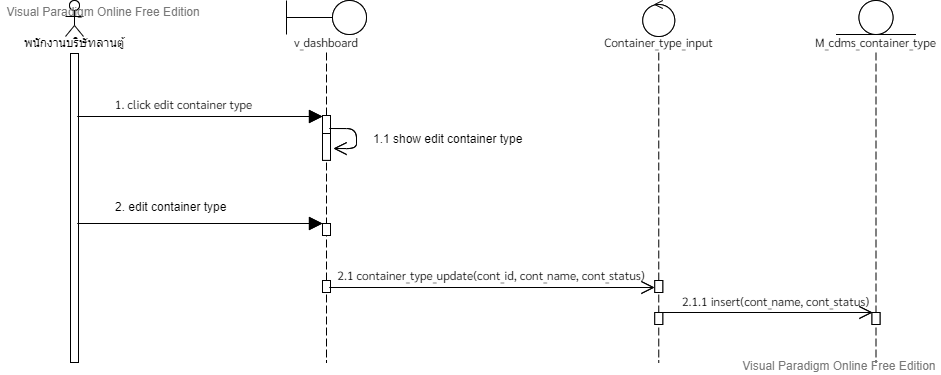 Visual Paradigm Online Free Edition
พนักงานบริษัทลานตู้
v_dashboard
Container_type_input
M_cdms_container_type
1. click edit container type
1.1 show edit container type
2. edit container type
2.1 container_type_update(cont_id, cont_name, cont_status)
2.1.1 insert(cont_name, cont_status)
Visual Paradigm Online Free Edition